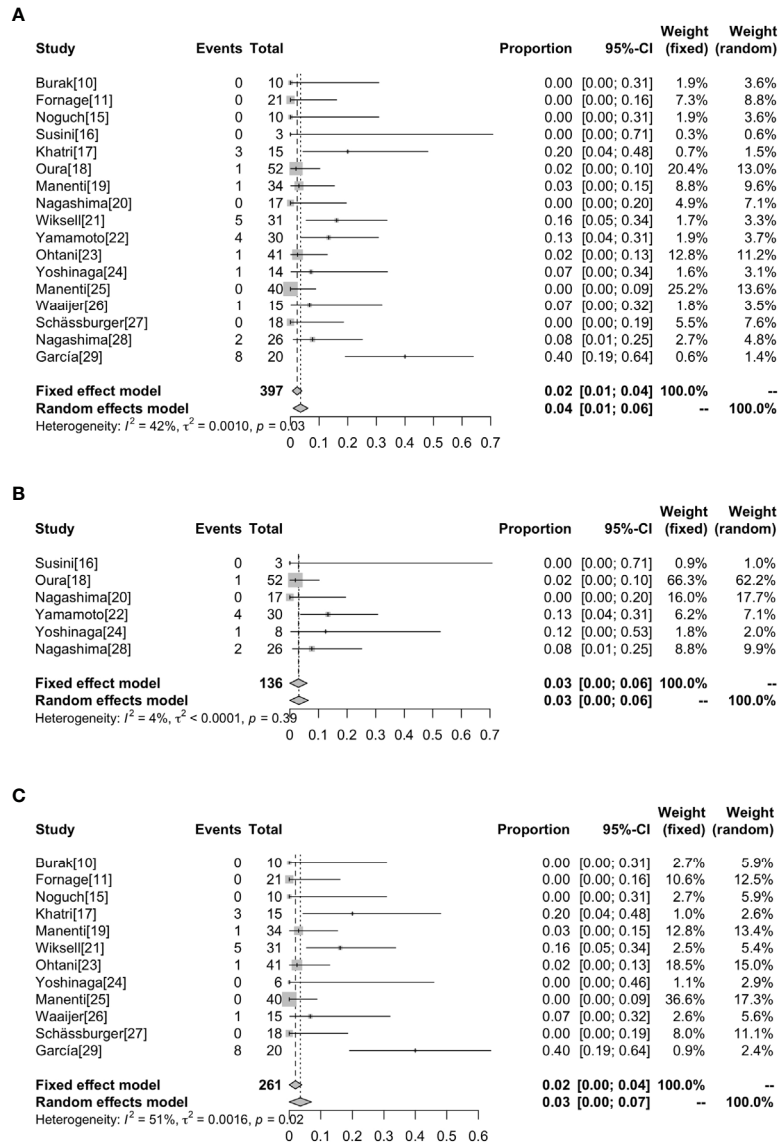 A
Weight Weight
Study Events Total Proportion 95%-CI (fixed) (random)
Burak[10] 0 10 0.00 [0.00; 0.31] 1.9% 3.6%
Fornage[11] 0 21 0.00 [0.00; 0.16] 7.3% 8.8%
Noguch[15] 0 10 0.00 [0.00; 0.31] 1.9% 3.6%
Susini[16] 0 3 0.00 [0.00; 0.71] 0.3% 0.6%
Khatri[17] 3 15 0.20 [0.04; 0.48] 0.7% 1.5%
Oura[18] 1 52 0.02 [0.00; 0.10] 20.4% 13.0%
Manenti[19] 1 34 0.03 [0.00; 0.15] 8.8% 9.6%
Nagashima[20] 0 17 0.00 [0.00; 0.20] 4.9% 7.1%
Wiksell[21] 5 31 0.16 [0.05; 0.34] 1.7% 3.3%
Yamamoto[22] 4 30 0.13 [0.04; 0.31] 1.9% 3.7%
Ohtani[23] 1 41 0.02 [0.00; 0.13] 12.8% 11.2%
Yoshinaga[24] 1 14 0.07 [0.00; 0.34] 1.6% 3.1%
Manenti[25] 0 40 0.00 [0.00; 0.09] 25.2% 13.6%
Waaijer[26] 1 15 0.07 [0.00; 0.32] 1.8% 3.5%
Schässburger[27] 0 18 0.00 [0.00; 0.19] 5.5% 7.6%
Nagashima[28] 2 26 0.08 [0.01; 0.25] 2.7% 4.8%
García[29] 8 20 0.40 [0.19; 0.64] 0.6% 1.4%
Fixed effect model 397 0.02 [0.01; 0.04] 100.0% --
Random effects model 0.04 [0.01; 0.06] -- 100.0%
Heterogeneity: I² = 42%, τ² = 0.0010, p = 0.03
0 0.1 0.2 0.3 0.4 0.5 0.6 0.7
B
Weight Weight
Study Events Total Proportion 95%-CI (fixed) (random)
Susini[16] 0 3 0.00 [0.00; 0.71] 0.9% 1.0%
Oura[18] 1 52 0.02 [0.00; 0.10] 66.3% 62.2%
Nagashima[20] 0 17 0.00 [0.00; 0.20] 16.0% 17.7%
Yamamoto[22] 4 30 0.13 [0.04; 0.31] 6.2% 7.1%
Yoshinaga[24] 1 8 0.12 [0.00; 0.53] 1.8% 2.0%
Nagashima[28] 2 26 0.08 [0.01; 0.25] 8.8% 9.9%
Fixed effect model 136 0.03 [0.00; 0.06] 100.0% --
Random effects model 0.03 [0.00; 0.06] -- 100.0%
Heterogeneity: I² = 4%, τ² < 0.0001, p = 0.39
0 0.1 0.2 0.3 0.4 0.5 0.6 0.7
C
Weight Weight
Study Events Total Proportion 95%-CI (fixed) (random)
Burak[10] 0 10 0.00 [0.00; 0.31] 2.7% 5.9%
Fornage[11] 0 21 0.00 [0.00; 0.16] 10.6% 12.5%
Noguch[15] 0 10 0.00 [0.00; 0.31] 2.7% 5.9%
Khatri[17] 3 15 0.20 [0.04; 0.48] 1.0% 2.6%
Manenti[19] 1 34 0.03 [0.00; 0.15] 12.8% 13.4%
Wiksell[21] 5 31 0.16 [0.05; 0.34] 2.5% 5.4%
Ohtani[23] 1 41 0.02 [0.00; 0.13] 18.5% 15.0%
Yoshinaga[24] 0 6 0.00 [0.00; 0.46] 1.1% 2.9%
Manenti[25] 0 40 0.00 [0.00; 0.09] 36.6% 17.3%
Waaijer[26] 1 15 0.07 [0.00; 0.32] 2.6% 5.6%
Schässburger[27] 0 18 0.00 [0.00; 0.19] 8.0% 11.1%
García[29] 8 20 0.40 [0.19; 0.64] 0.9% 2.4%
Fixed effect model 261 0.02 [0.00; 0.04] 100.0% --
Random effects model 0.03 [0.00; 0.07] -- 100.0%
Heterogeneity: I² = 51%, τ² = 0.0016, p = 0.02
0 0.1 0.2 0.3 0.4 0.5 0.6